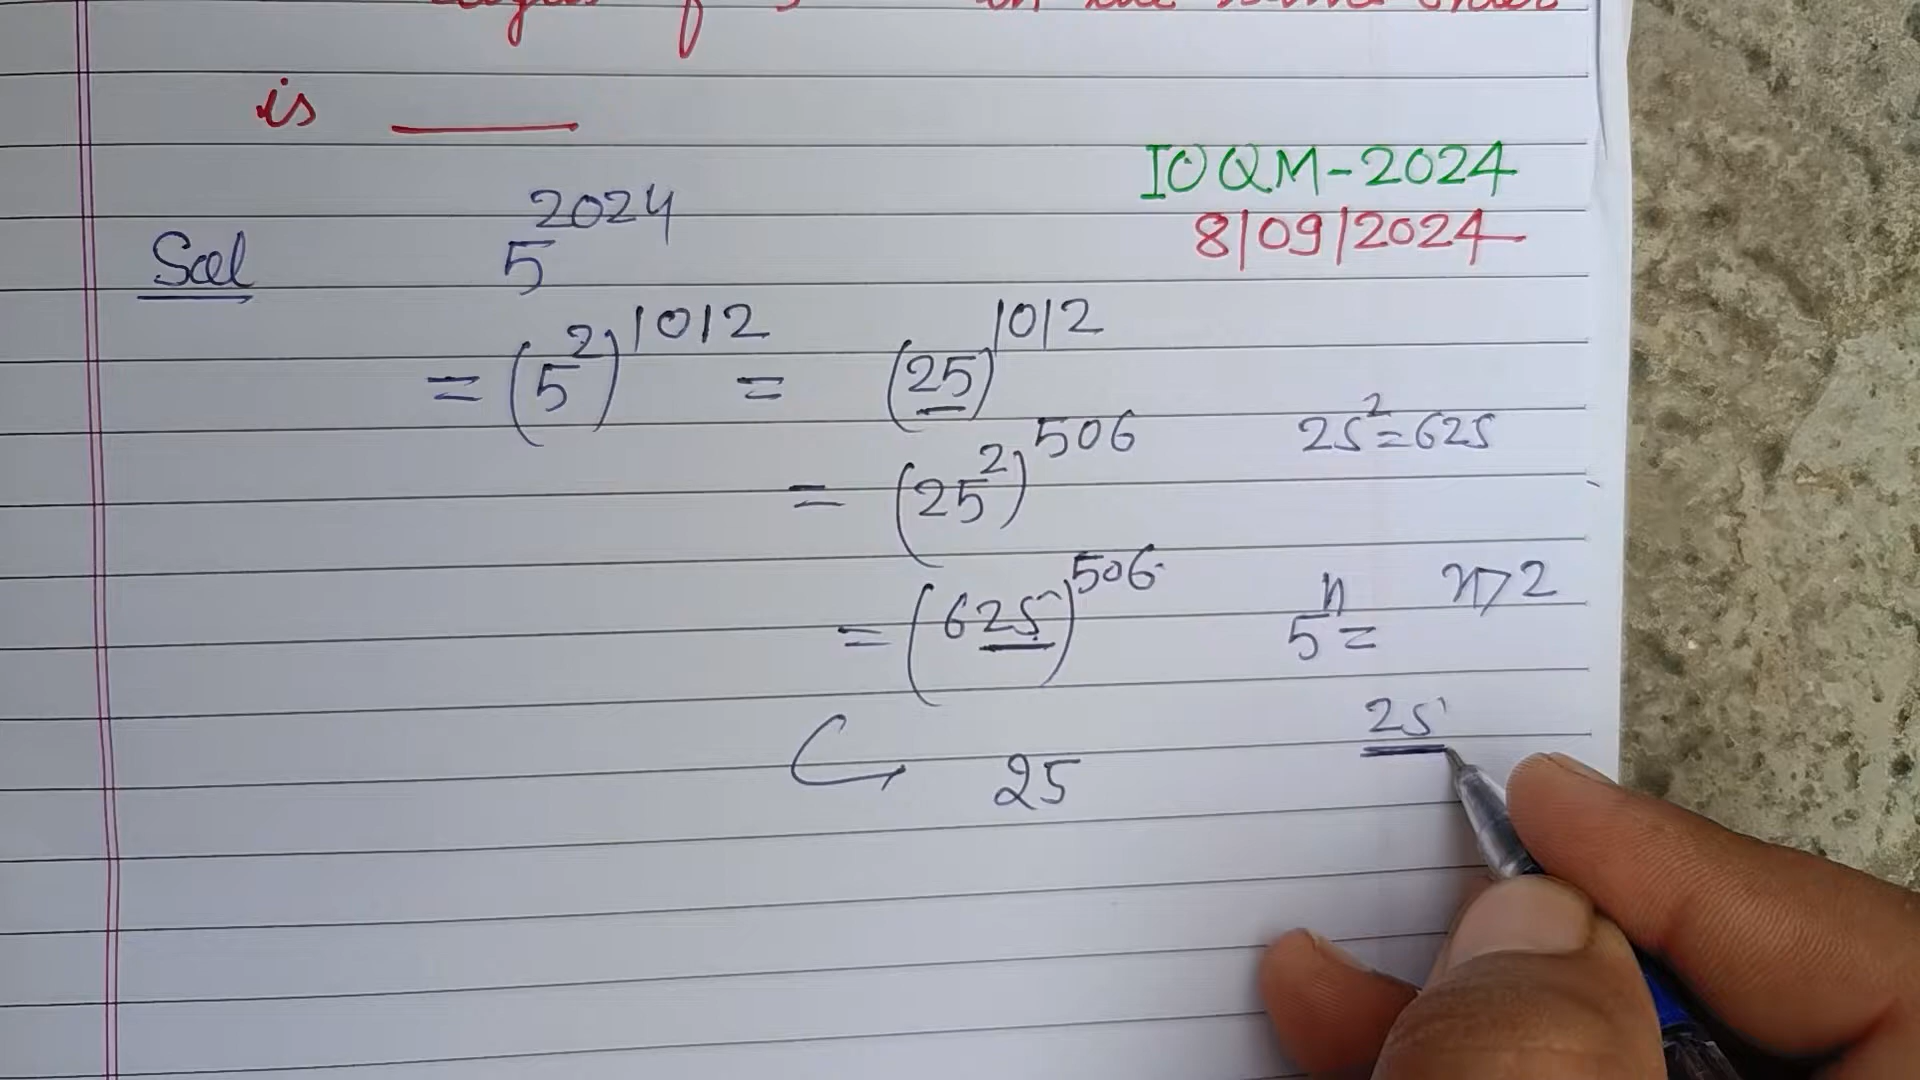 is ____
IOQM-2024
8/09/2024
Sol 5^2024
= (5^2)^1012 = (25)^1012
= (25^2)^506 25^2=625
= (625)^506 5^n= n>2
25
25